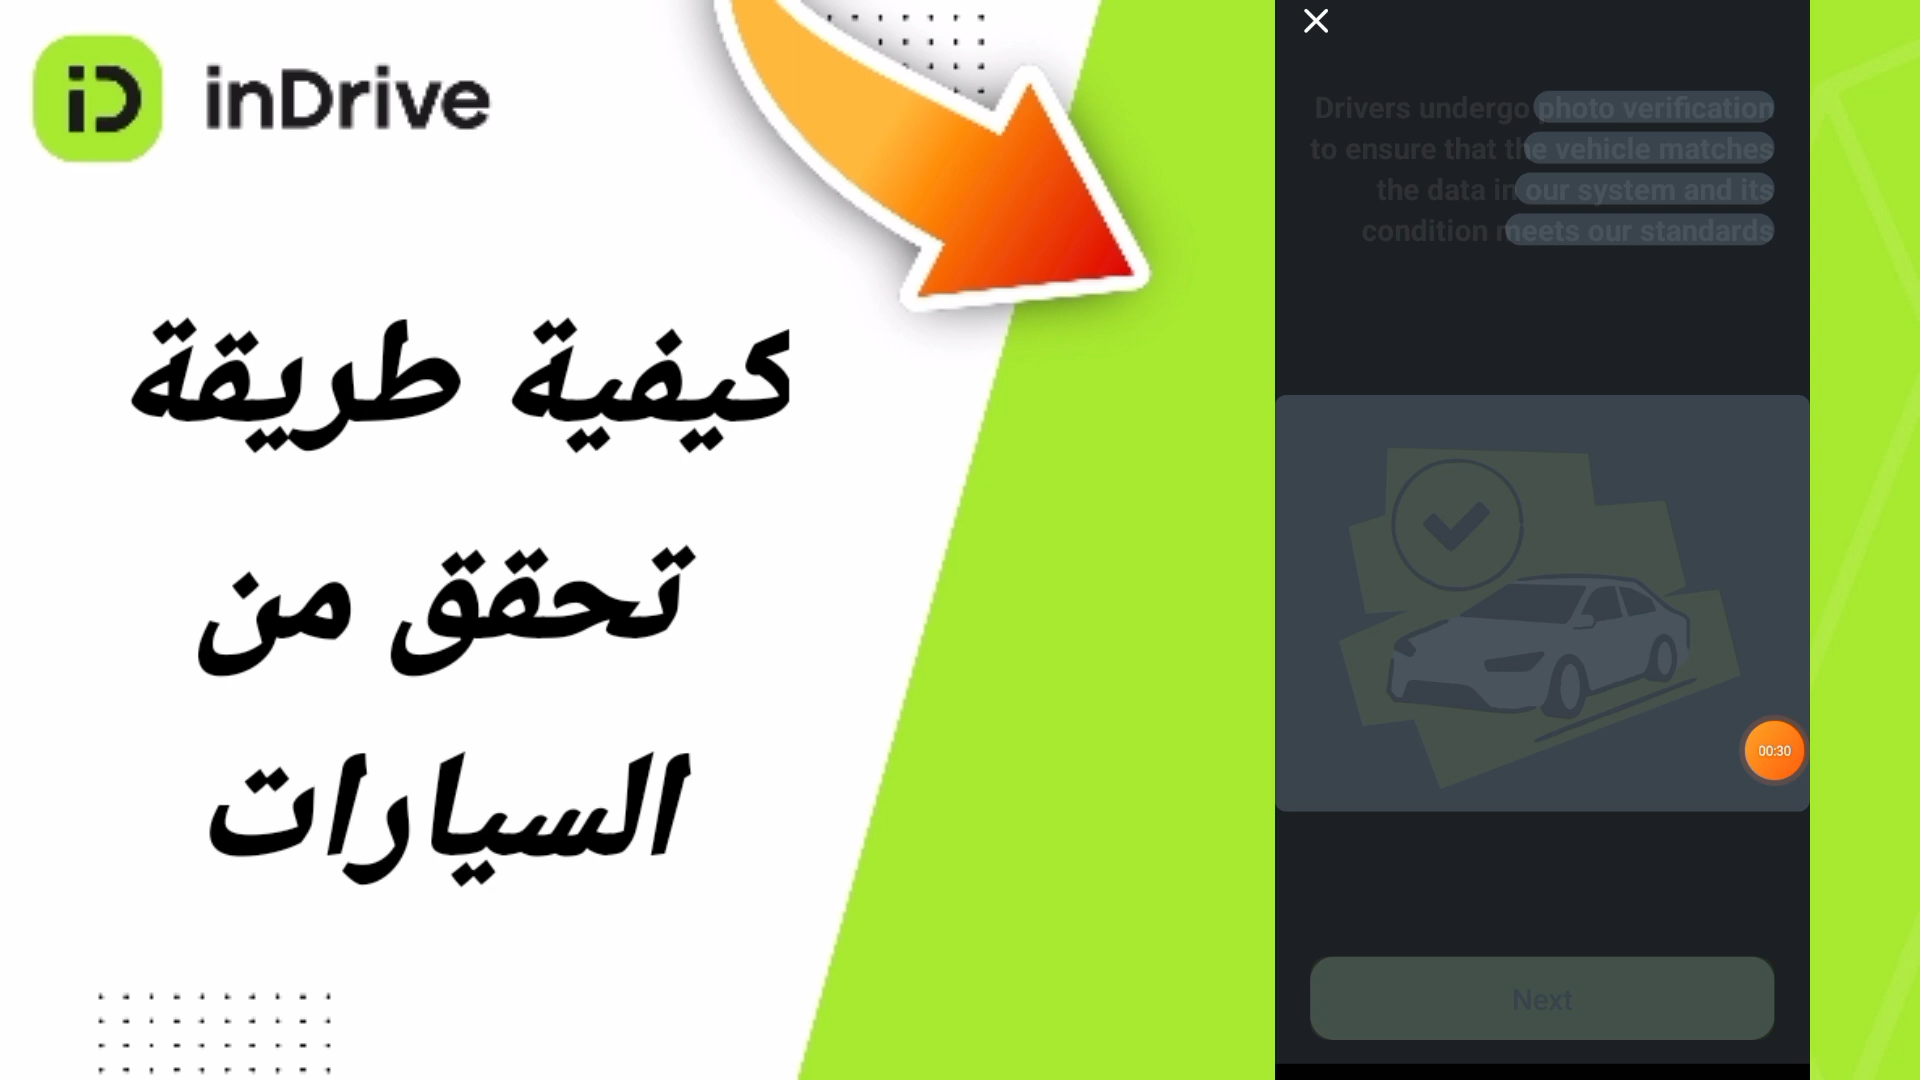 iD inDrive
كيفية طريقة
تحقق من
السيارات
Drivers undergo photo verification
to ensure that the vehicle matches
the data in our system and its
condition meets our standards
00:30
Next